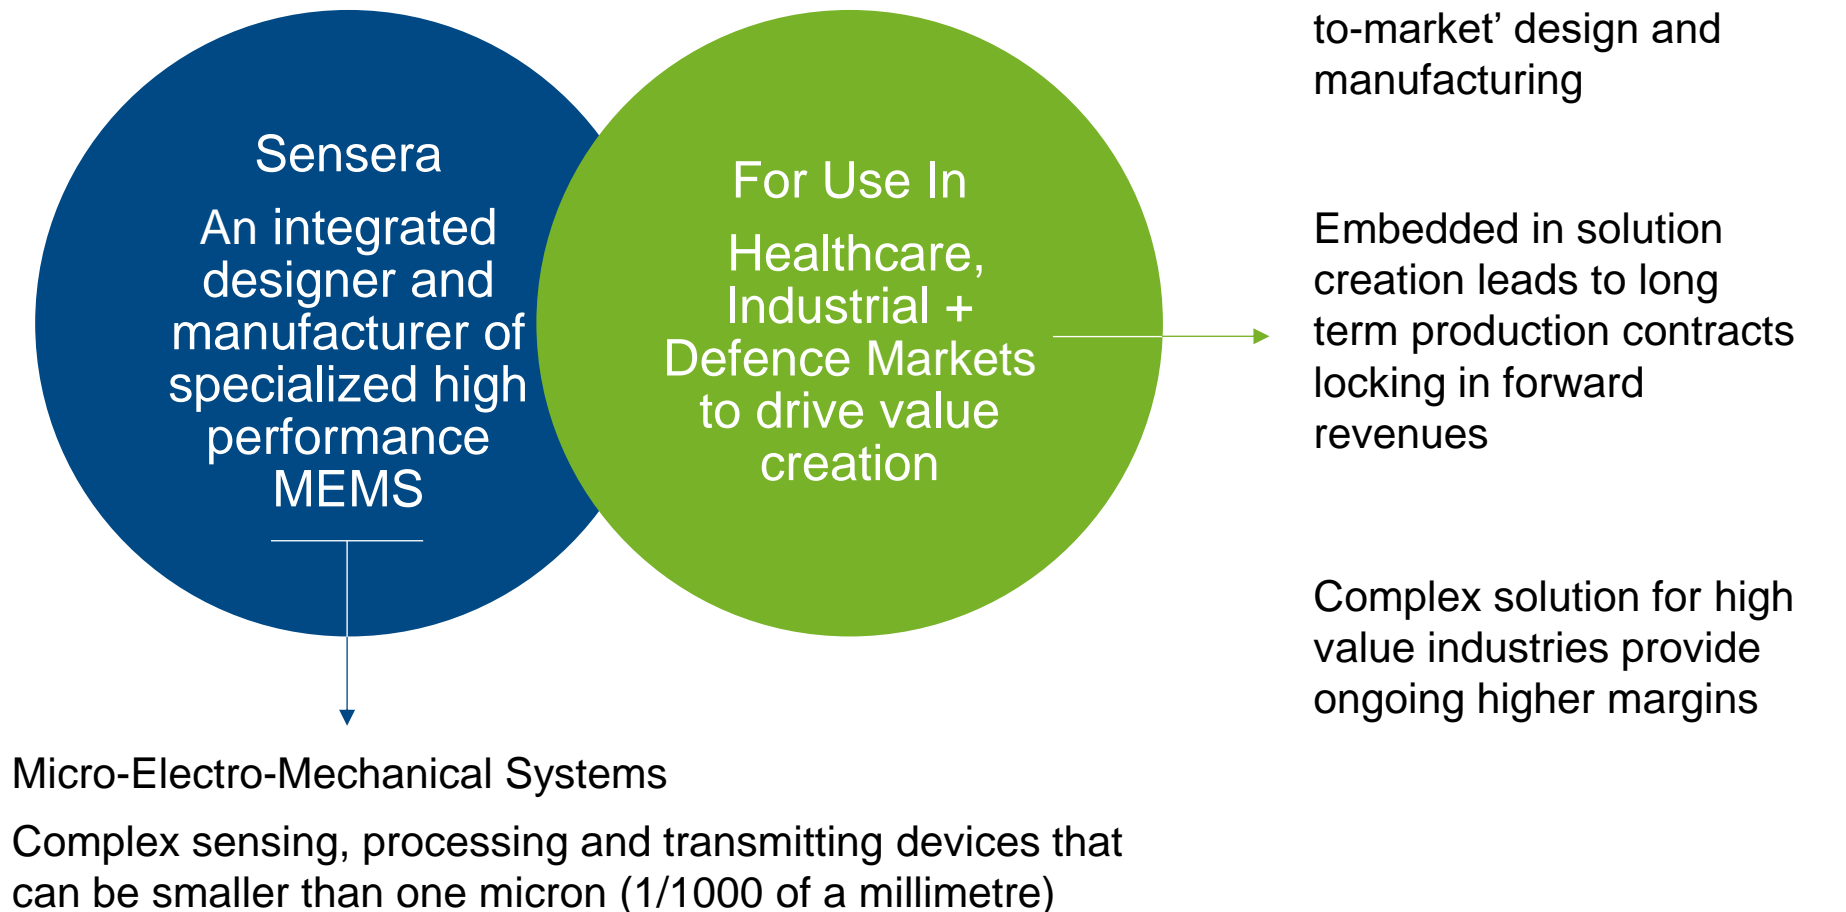 Sensera
An integrated
designer and
manufacturer of
specialized high
performance
MEMS
For Use In
Healthcare,
Industrial +
Defence Markets
to drive value
creation
to-market’ design and
manufacturing
Embedded in solution
creation leads to long
term production contracts
locking in forward
revenues
Complex solution for high
value industries provide
ongoing higher margins
Micro-Electro-Mechanical Systems
Complex sensing, processing and transmitting devices that
can be smaller than one micron (1/1000 of a millimetre)